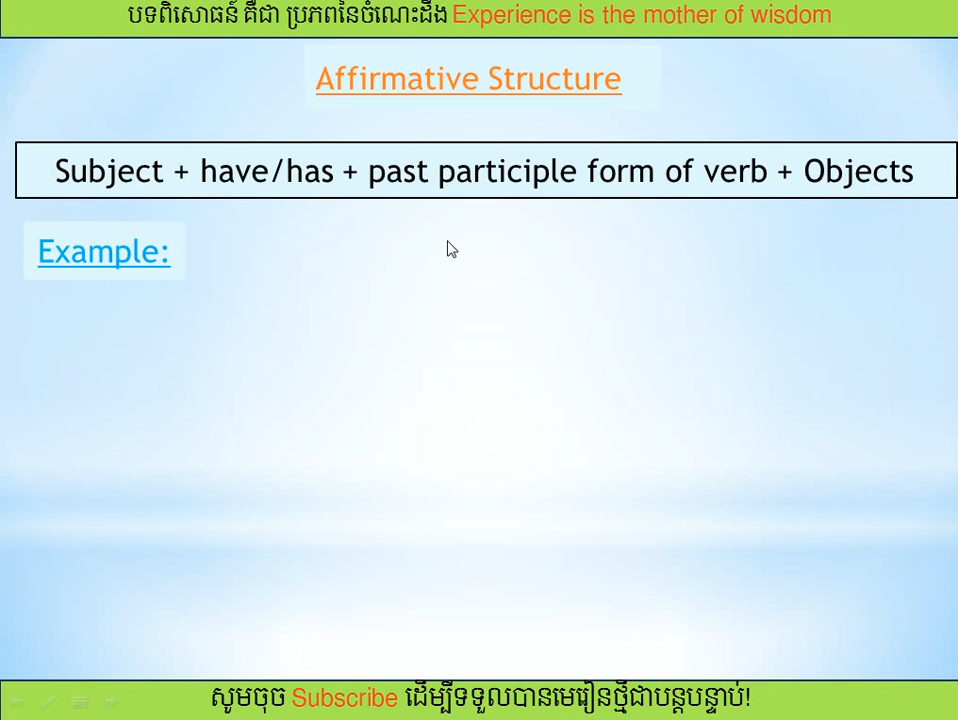 បទពិសោធន៍ គឺជា ប្រភពនៃចំណេះដឹង Experience is the mother of wisdom
Affirmative Structure
Subject + have/has + past participle form of verb + Objects
Example:
សូមចុច Subscribe ដើម្បីទទួលបានមេរៀនថ្មីជាបន្តបន្ទាប់!